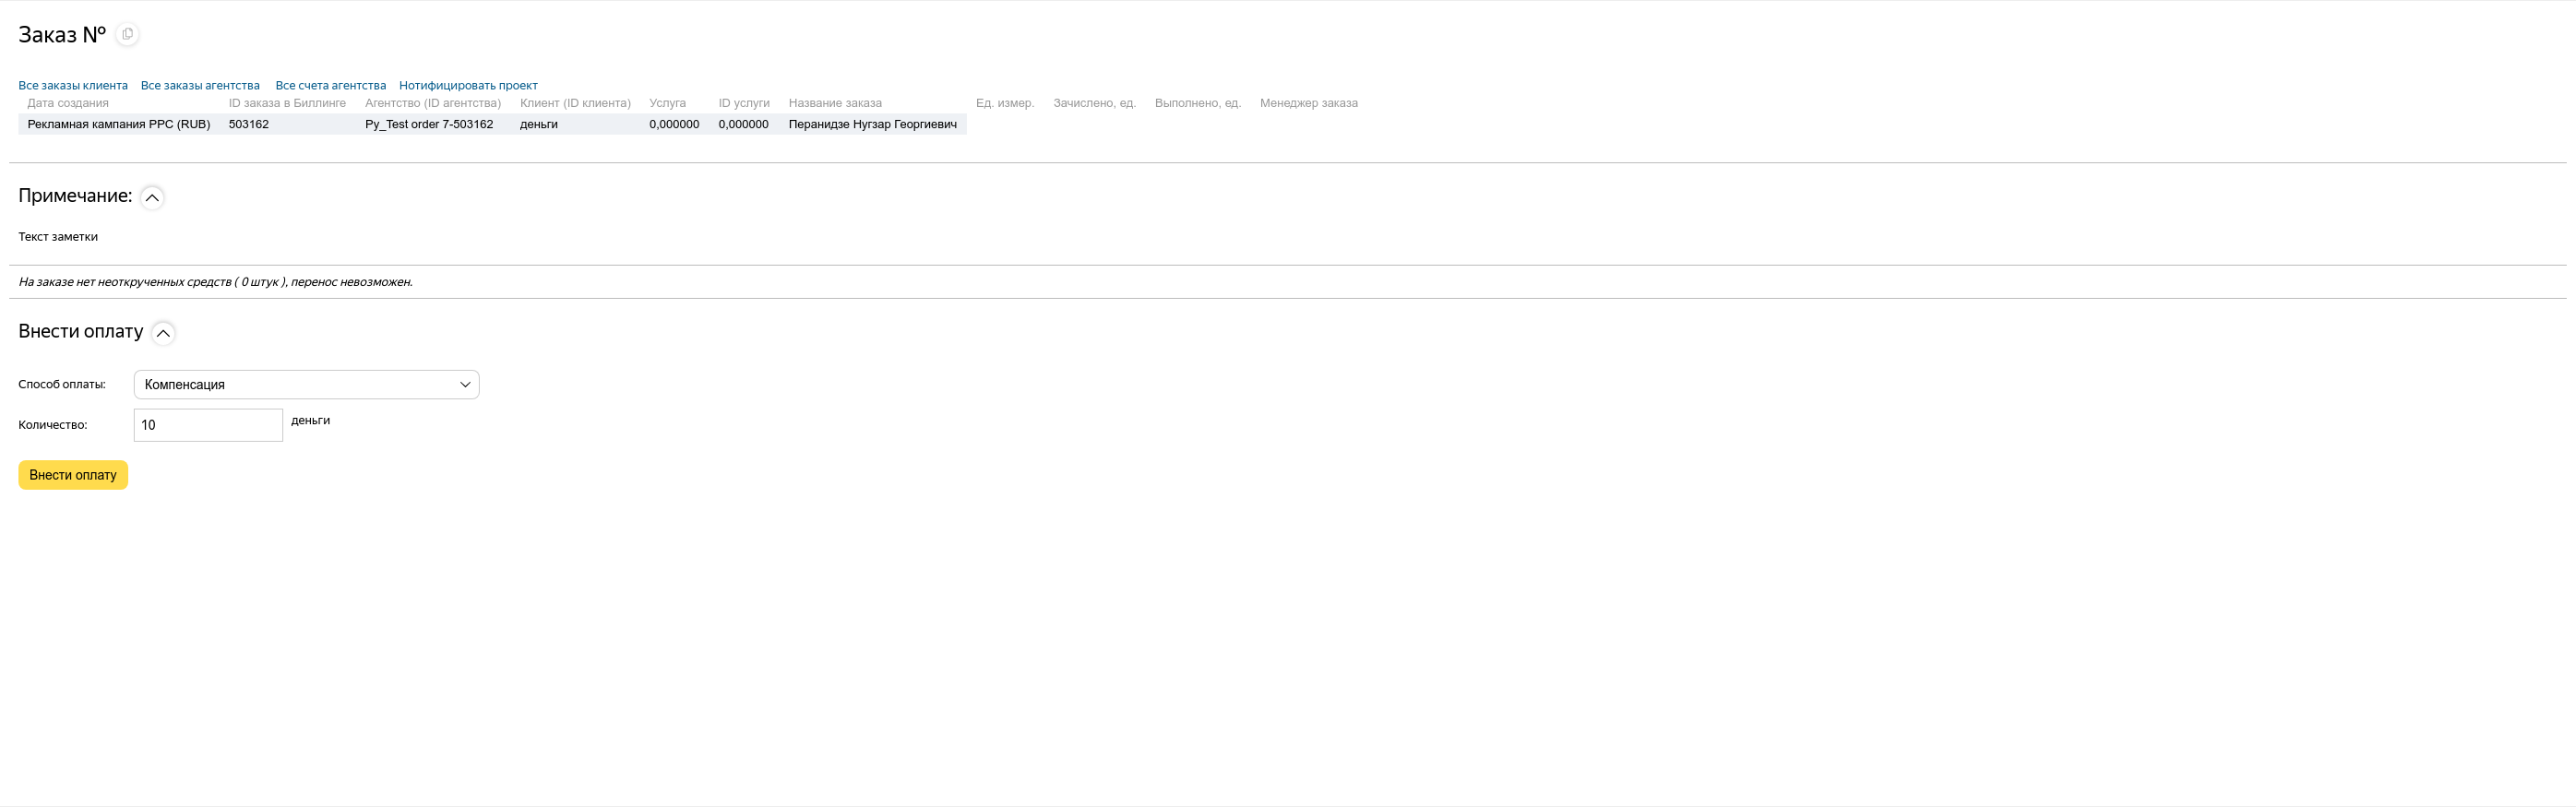 Заказ №
Все заказы клиента Все заказы агентства Все счета агентства Нотифицировать проект
Дата создания ID заказа в Биллинге Агентство (ID агентства) Клиент (ID клиента) Услуга ID услуги Название заказа Ед. измер. Зачислено, ед. Выполнено, ед. Менеджер заказа
Рекламная кампания PPC (RUB) 503162 Py_Test order 7-503162 деньги 0,000000 0,000000 Перанидзе Нугзар Георгиевич
Примечание:
Текст заметки
На заказе нет неоткрученных средств ( 0 штук ), перенос невозможен.
Внести оплату
Способ оплаты: Компенсация
Количество: 10 деньги
Внести оплату